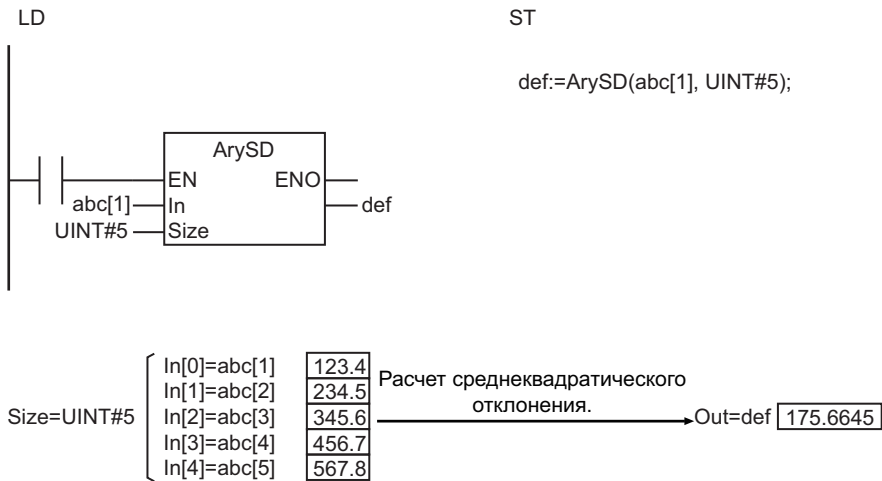 LD
ST
def:=ArySD(abc[1], UINT#5);
ArySD
EN ENO
abc[1] In def
UINT#5 Size
In[0]=abc[1] 123.4
In[1]=abc[2] 234.5
Size=UINT#5 In[2]=abc[3] 345.6
In[3]=abc[4] 456.7
In[4]=abc[5] 567.8
Расчет среднеквадратического
отклонения.
Out=def 175.6645